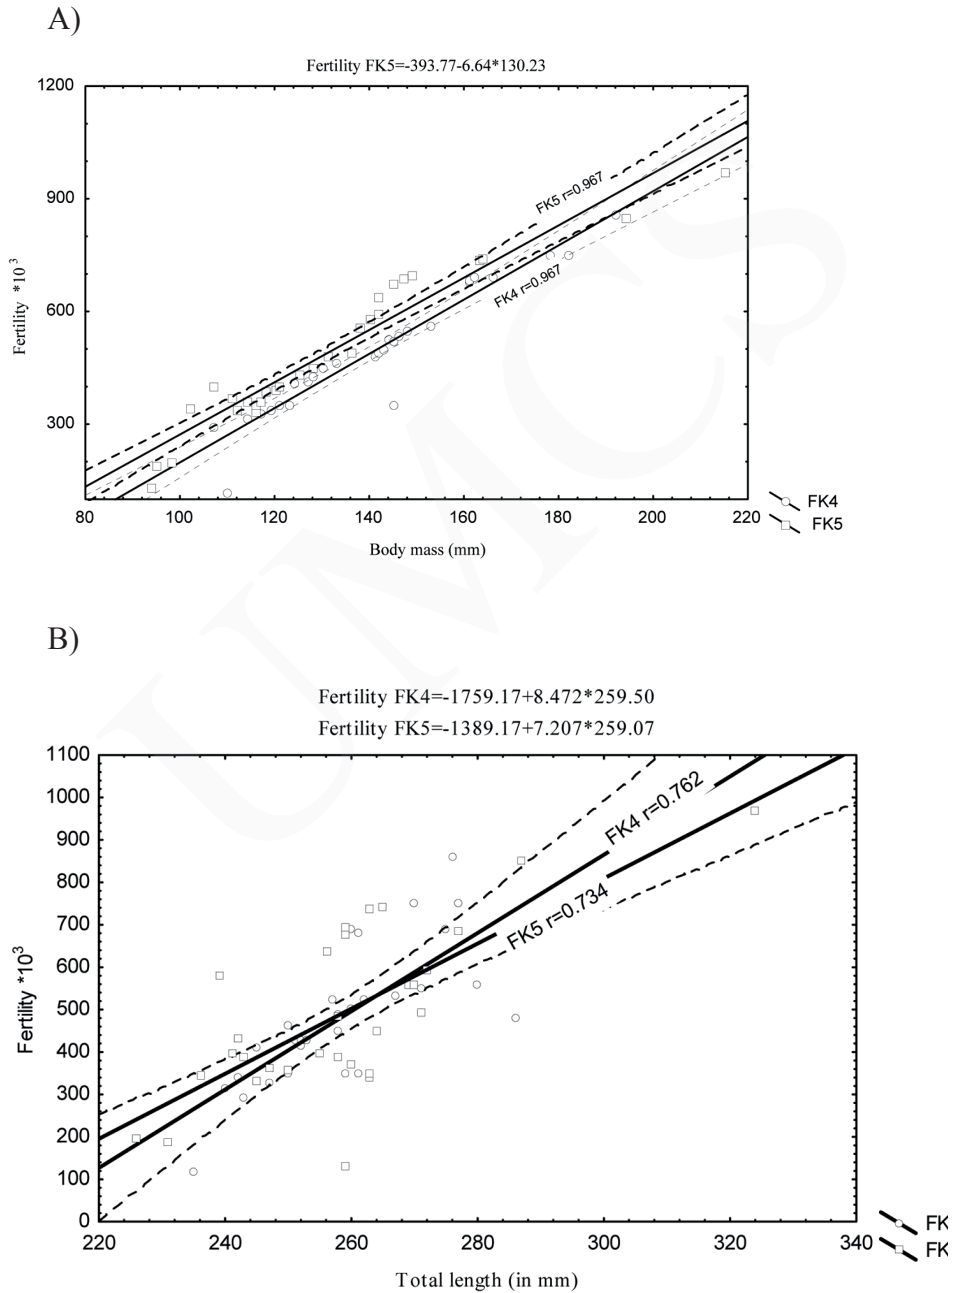 A)
Fertility FK5=-393.77-6.64*130.23
1200
900
600
300
Fertility *10³
FK5 r=0.967
FK4 r=0.967
80 100 120 140 160 180 200 220
Body mass (mm)
FK4
FK5
UMCS
B)
Fertility FK4=-1759.17+8.472*259.50
Fertility FK5=-1389.17+7.207*259.07
1100
1000
900
800
700
600
500
400
300
200
100
0
Fertility *10³
FK4 r=0.762
FK5 r=0.734
220 240 260 280 300 320 340
Total length (in mm)
FK
FK